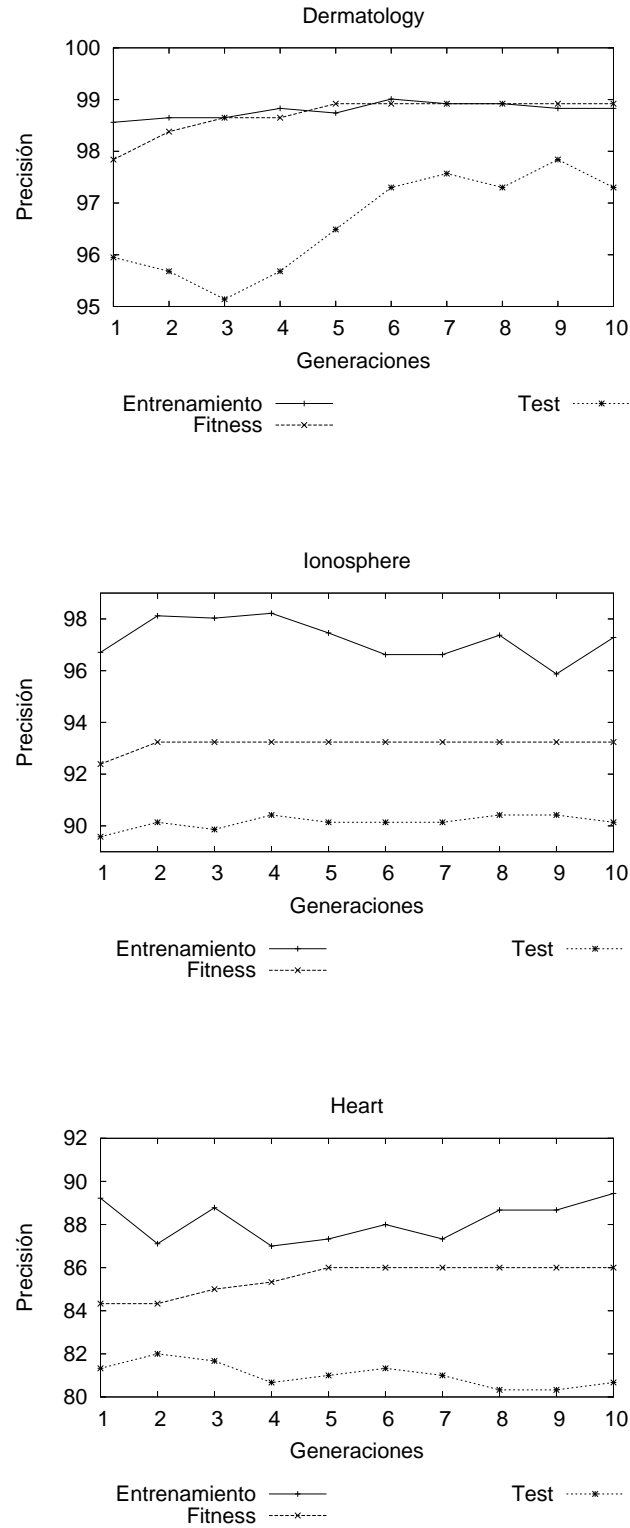 Dermatology
100
99
98
97
96
95
Precisión
1 2 3 4 5 6 7 8 9 10
Generaciones
Entrenamiento
Fitness
Test
Ionosphere
98
96
94
92
90
Precisión
1 2 3 4 5 6 7 8 9 10
Generaciones
Entrenamiento
Fitness
Test
Heart
92
90
88
86
84
82
80
Precisión
1 2 3 4 5 6 7 8 9 10
Generaciones
Entrenamiento
Fitness
Test